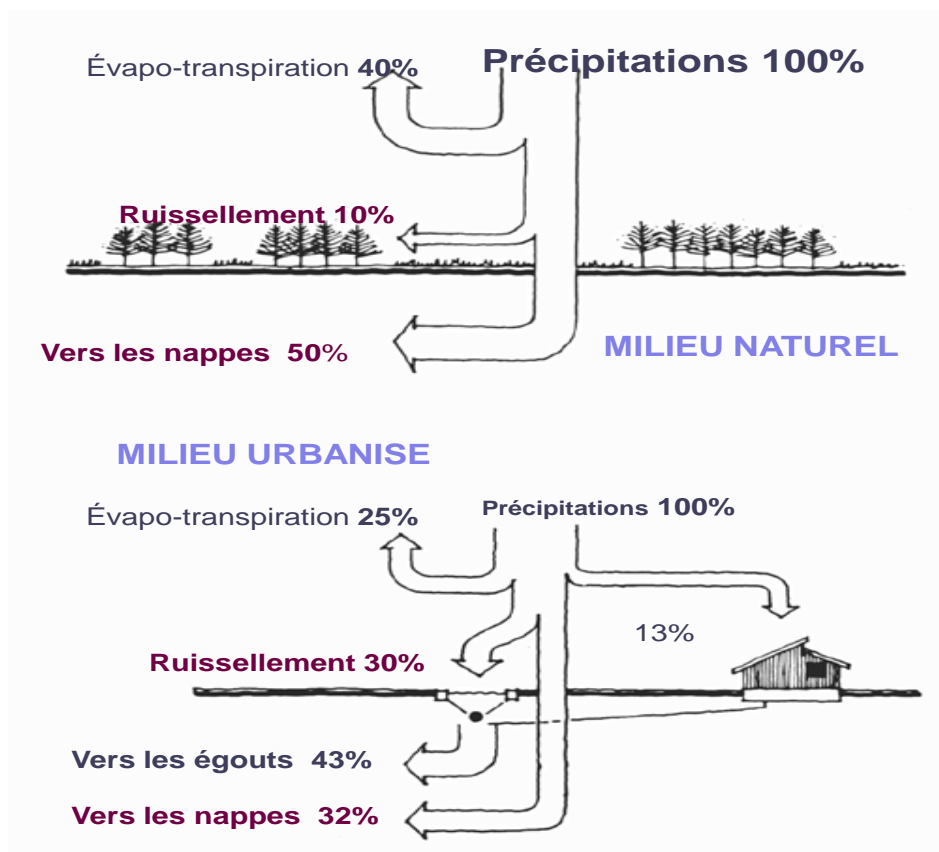 Évapo-transpiration 40%
Précipitations 100%
Ruissellement 10%
Vers les nappes 50%
MILIEU NATUREL
MILIEU URBANISE
Évapo-transpiration 25%
Précipitations 100%
13%
Ruissellement 30%
Vers les égouts 43%
Vers les nappes 32%